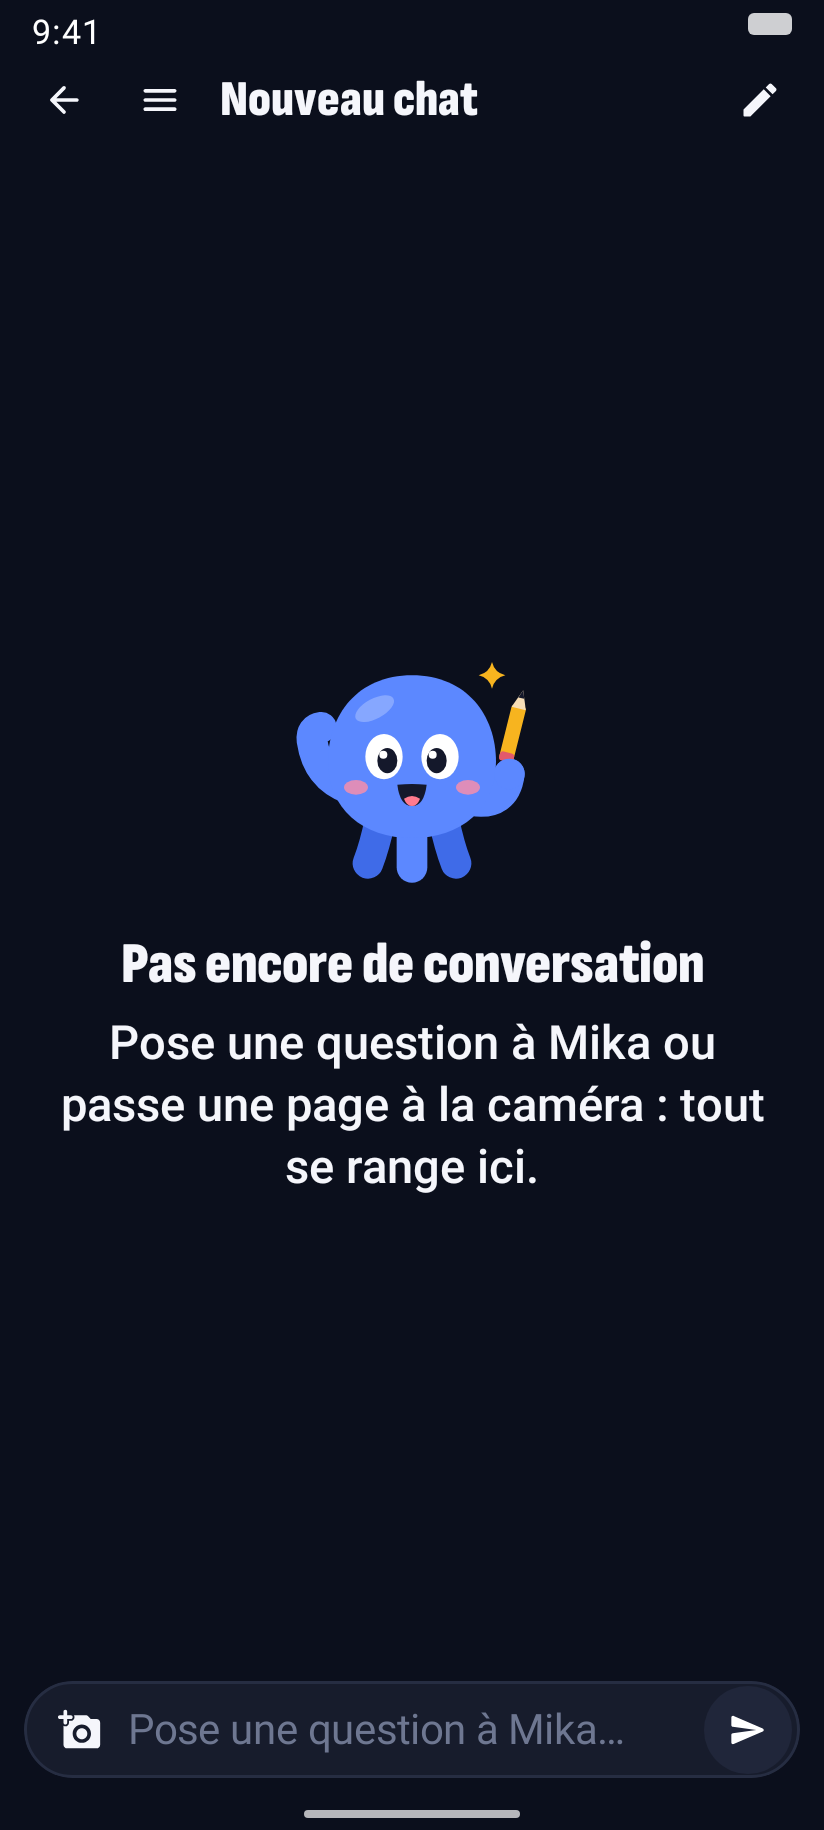 9:41
Nouveau chat
Pas encore de conversation
Pose une question à Mika ou
passe une page à la caméra : tout
se range ici.
Pose une question à Mika...